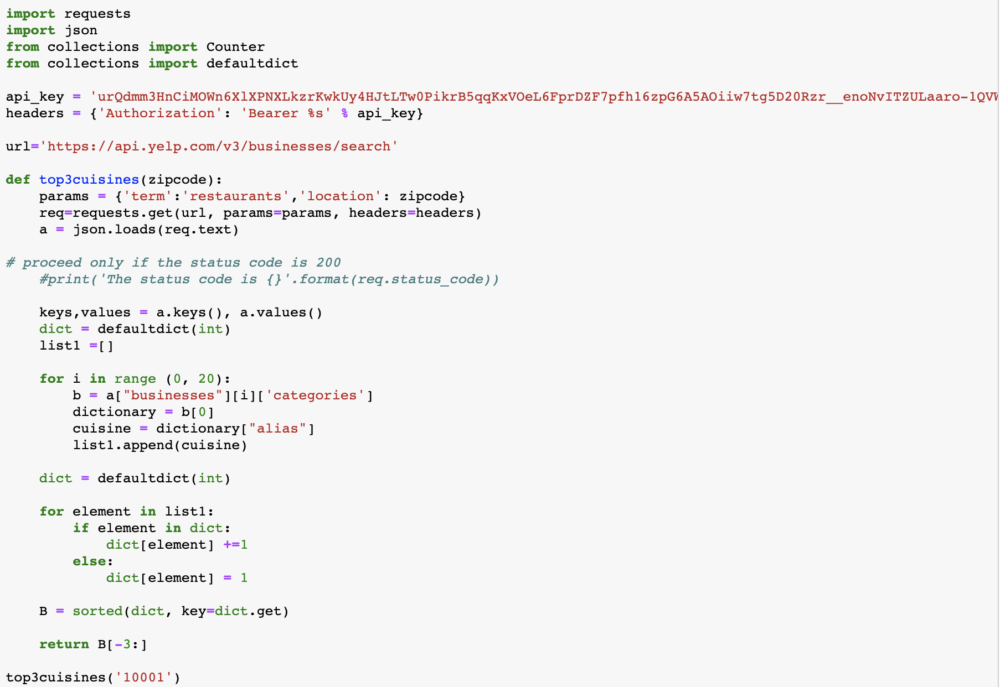 import requests
import json
from collections import Counter
from collections import defaultdict
api_key = 'urQdmm3HnCiMOWn6XlXPNXLkzrKwkUy4HJtLTw0PikrB5qqKxVOeL6FprDZF7pfh16zpG6A5AOiiw7tg5D20Rzr__enoNvITZULaaro-1QVW
headers = {'Authorization': 'Bearer %s' % api_key}
url='https://api.yelp.com/v3/businesses/search'
def top3cuisines(zipcode):
    params = {'term':'restaurants','location': zipcode}
    req=requests.get(url, params=params, headers=headers)
    a = json.loads(req.text)
# proceed only if the status code is 200
    #print('The status code is {}'.format(req.status_code))
    keys,values = a.keys(), a.values()
    dict = defaultdict(int)
    list1 =[]
    for i in range (0, 20):
        b = a["businesses"][i]['categories']
        dictionary = b[0]
        cuisine = dictionary["alias"]
        list1.append(cuisine)
    dict = defaultdict(int)
    for element in list1:
        if element in dict:
            dict[element] +=1
        else:
            dict[element] = 1
    B = sorted(dict, key=dict.get)
    return B[-3:]
top3cuisines('10001')